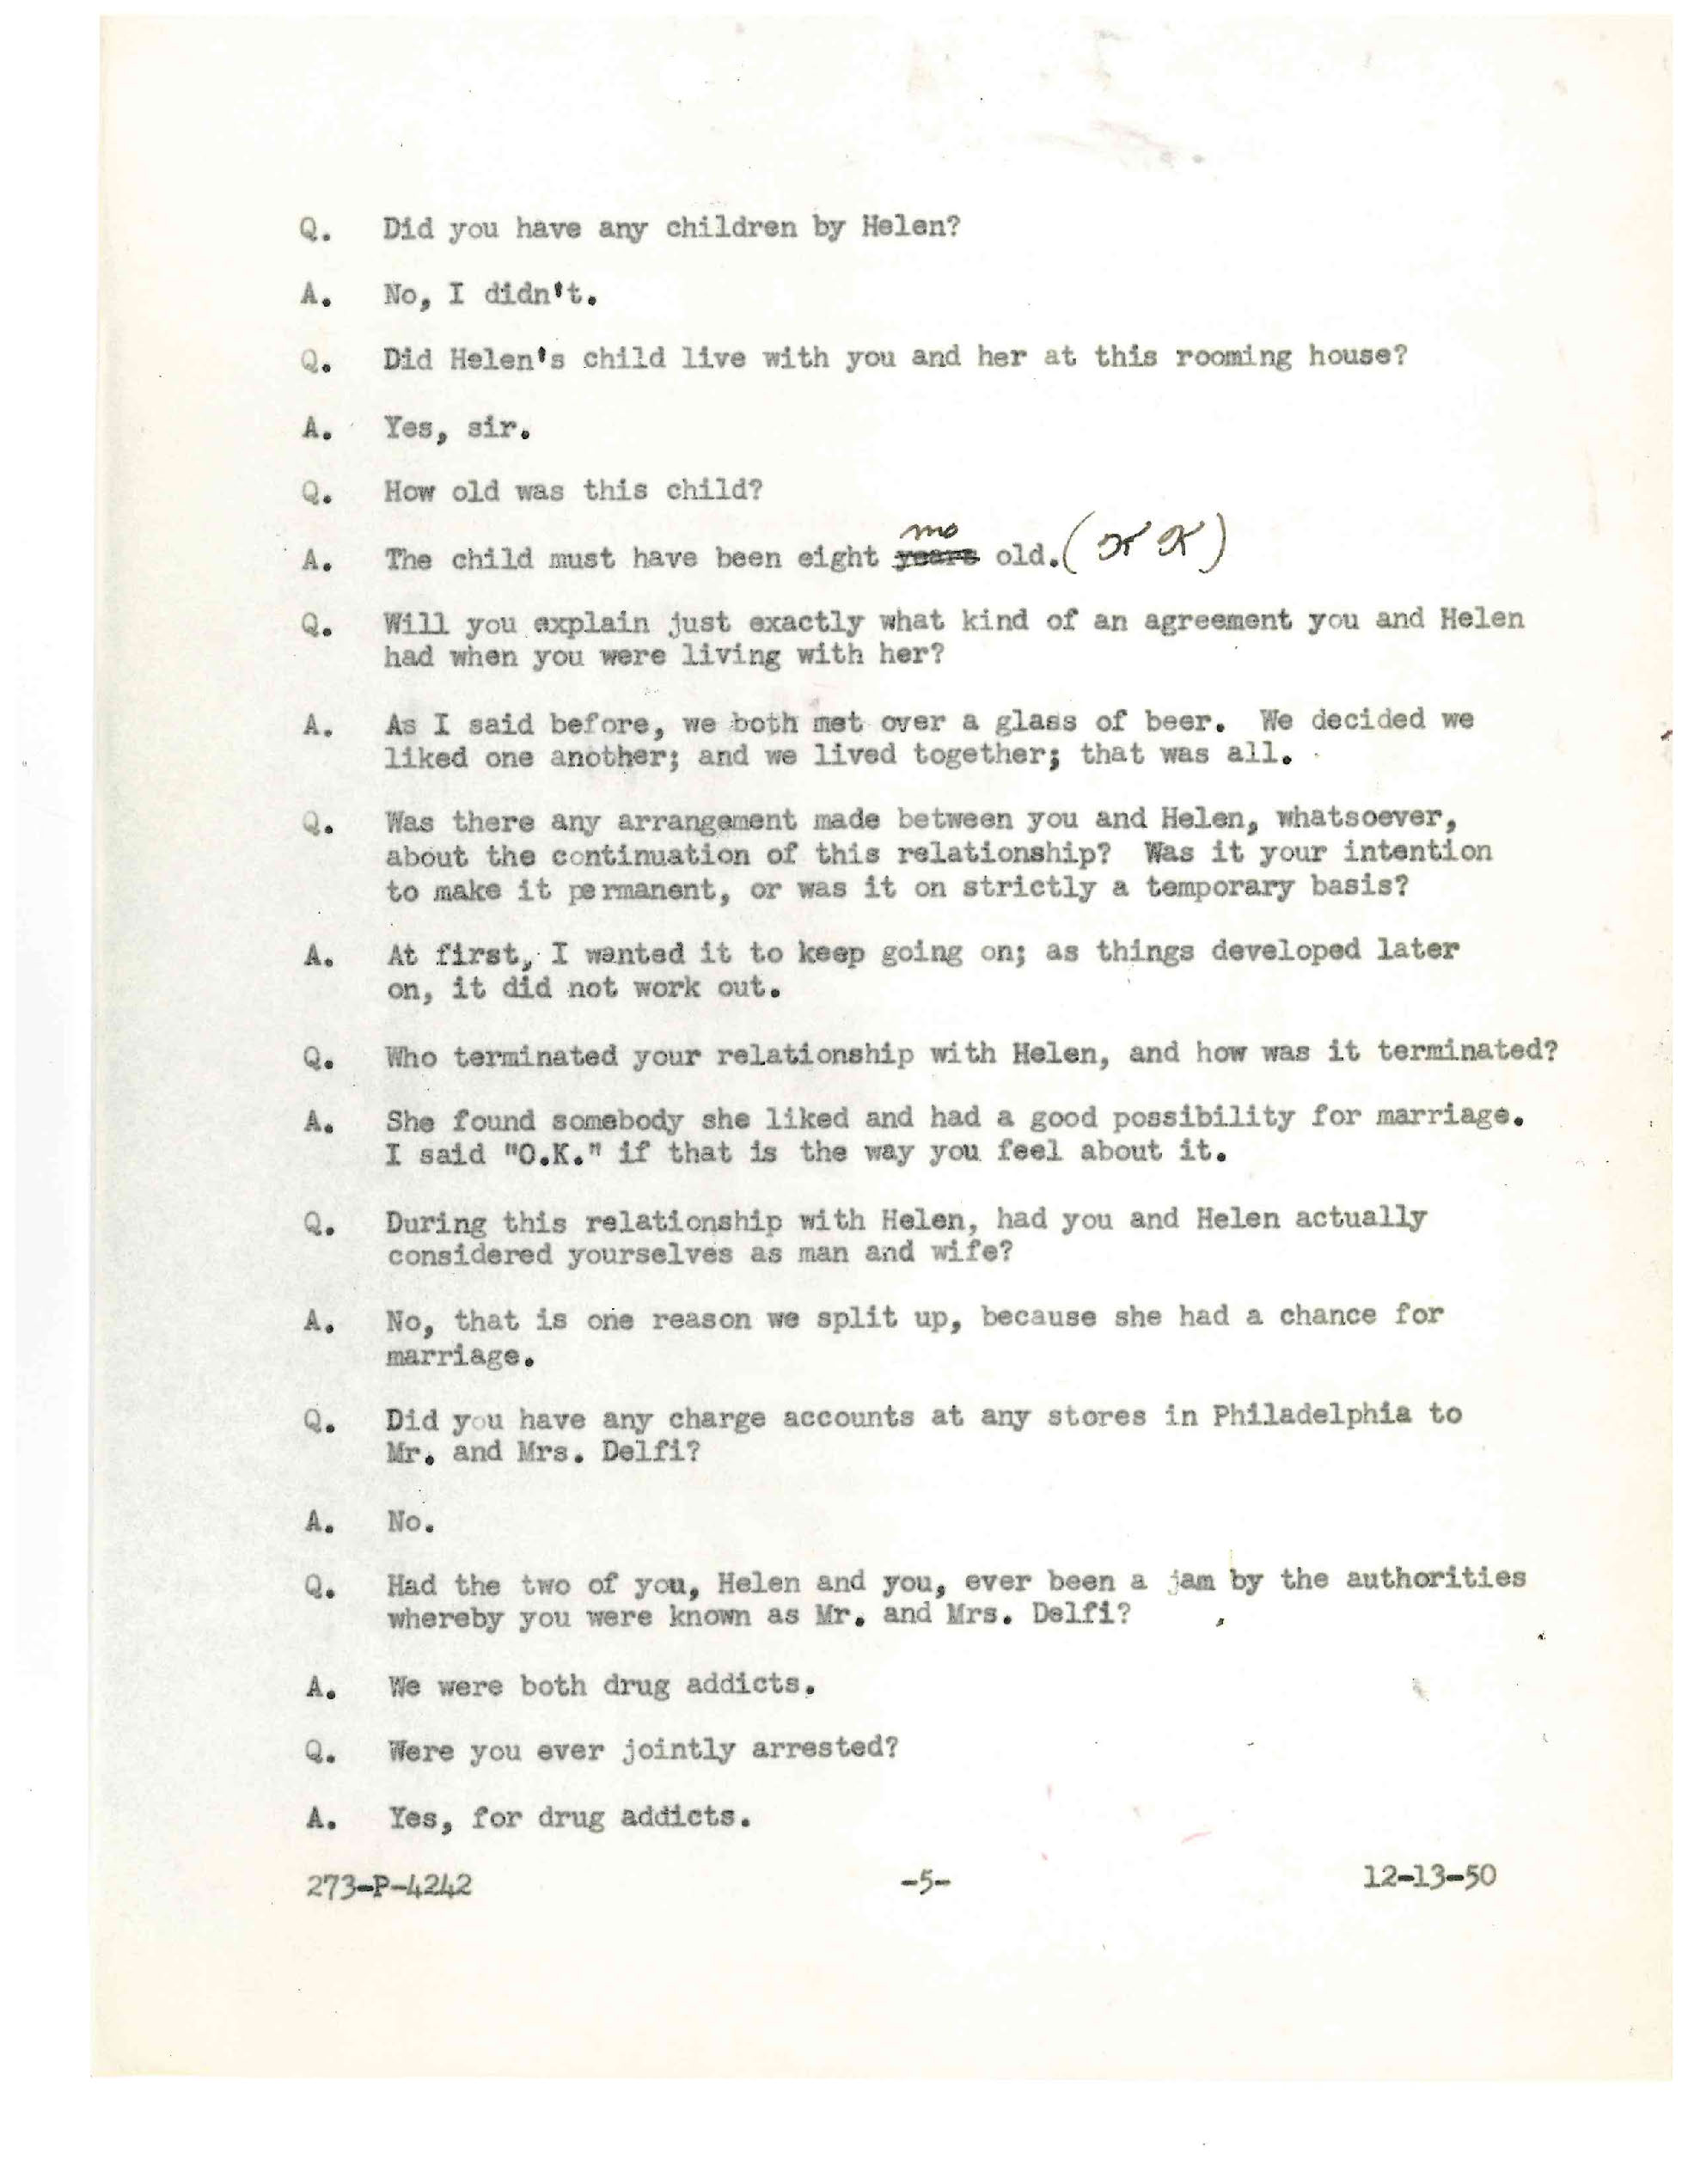 Q. Did you have any children by Helen?
A. No, I didn't.
Q. Did Helen's child live with you and her at this rooming house?
A. Yes, sir.
Q. How old was this child?
mo
A. The child must have been eight years old.
Q. Will you explain just exactly what kind of an agreement you and Helen
had when you were living with her?
A. As I said before, we both met over a glass of beer. We decided we
liked one another; and we lived together; that was all.
Q. Was there any arrangement made between you and Helen, whatsoever,
about the continuation of this relationship? Was it your intention
to make it permanent, or was it on strictly a temporary basis?
A. At first, I wanted it to keep going on; as things developed later
on, it did not work out.
Q. Who terminated your relationship with Helen, and how was it terminated?
A. She found somebody she liked and had a good possibility for marriage.
I said "O.K." if that is the way you feel about it.
Q. During this relationship with Helen, had you and Helen actually
considered yourselves as man and wife?
A. No, that is one reason we split up, because she had a chance for
marriage.
Q. Did you have any charge accounts at any stores in Philadelphia to
Mr. and Mrs. Delfi?
A. No.
Q. Had the two of you, Helen and you, ever been a jam by the authorities
whereby you were known as Mr. and Mrs. Delfi?
A. We were both drug addicts.
Q. Were you ever jointly arrested?
A. Yes, for drug addicts.
273-P-4242 -5- 12-13-50